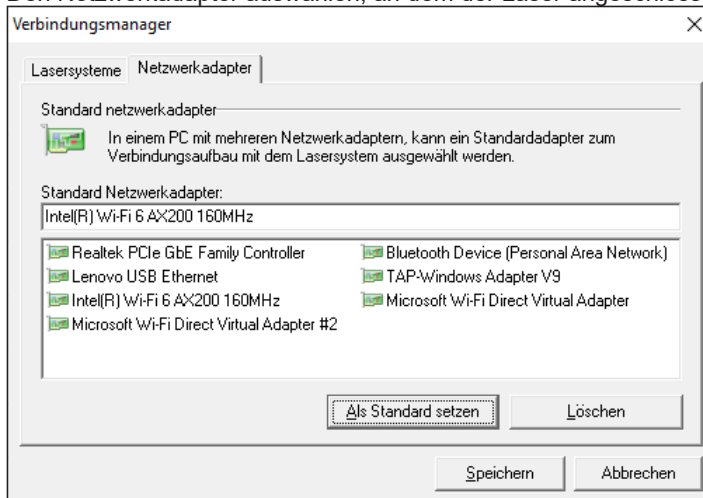 Verbindungsmanager
Lasersysteme Netzwerkadapter
Standard netzwerkadapter
In einem PC mit mehreren Netzwerkadaptern, kann ein Standardadapter zum
Verbindungsaufbau mit dem Lasersystem ausgewählt werden.
Standard Netzwerkadapter:
Intel(R) Wi-Fi 6 AX200 160MHz
Realtek PCIe GbE Family Controller
Lenovo USB Ethernet
Intel(R) Wi-Fi 6 AX200 160MHz
Microsoft Wi-Fi Direct Virtual Adapter #2
Bluetooth Device (Personal Area Network)
TAP-Windows Adapter V9
Microsoft Wi-Fi Direct Virtual Adapter
Als Standard setzen Löschen
Speichern Abbrechen